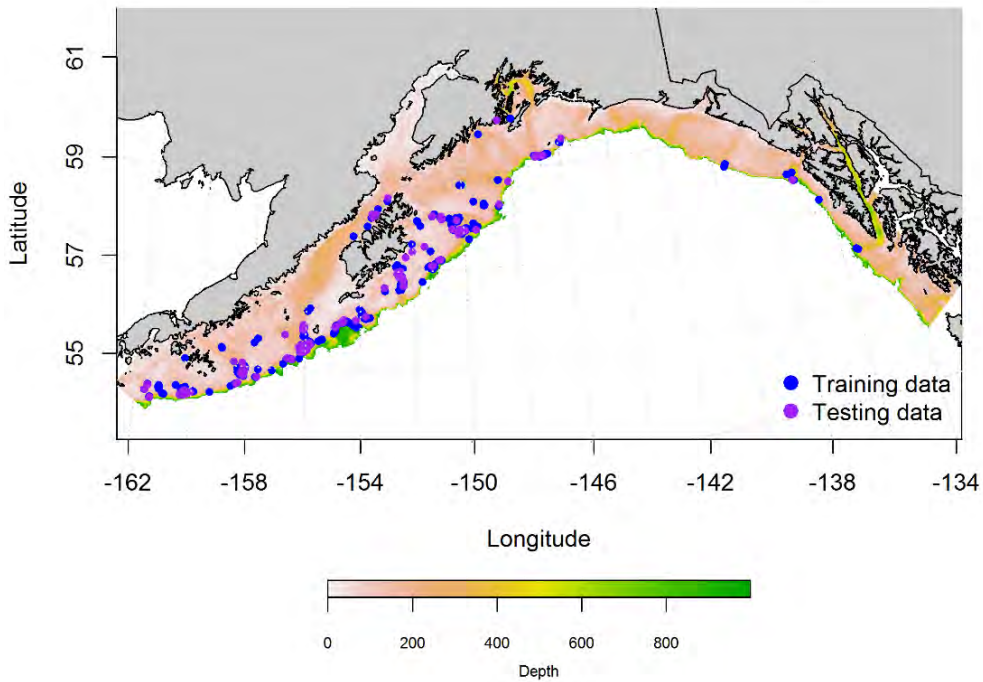 61
59
57
55
Latitude
Training data
Testing data
-162 -158 -154 -150 -146 -142 -138 -134
Longitude
0 200 400 600 800
Depth